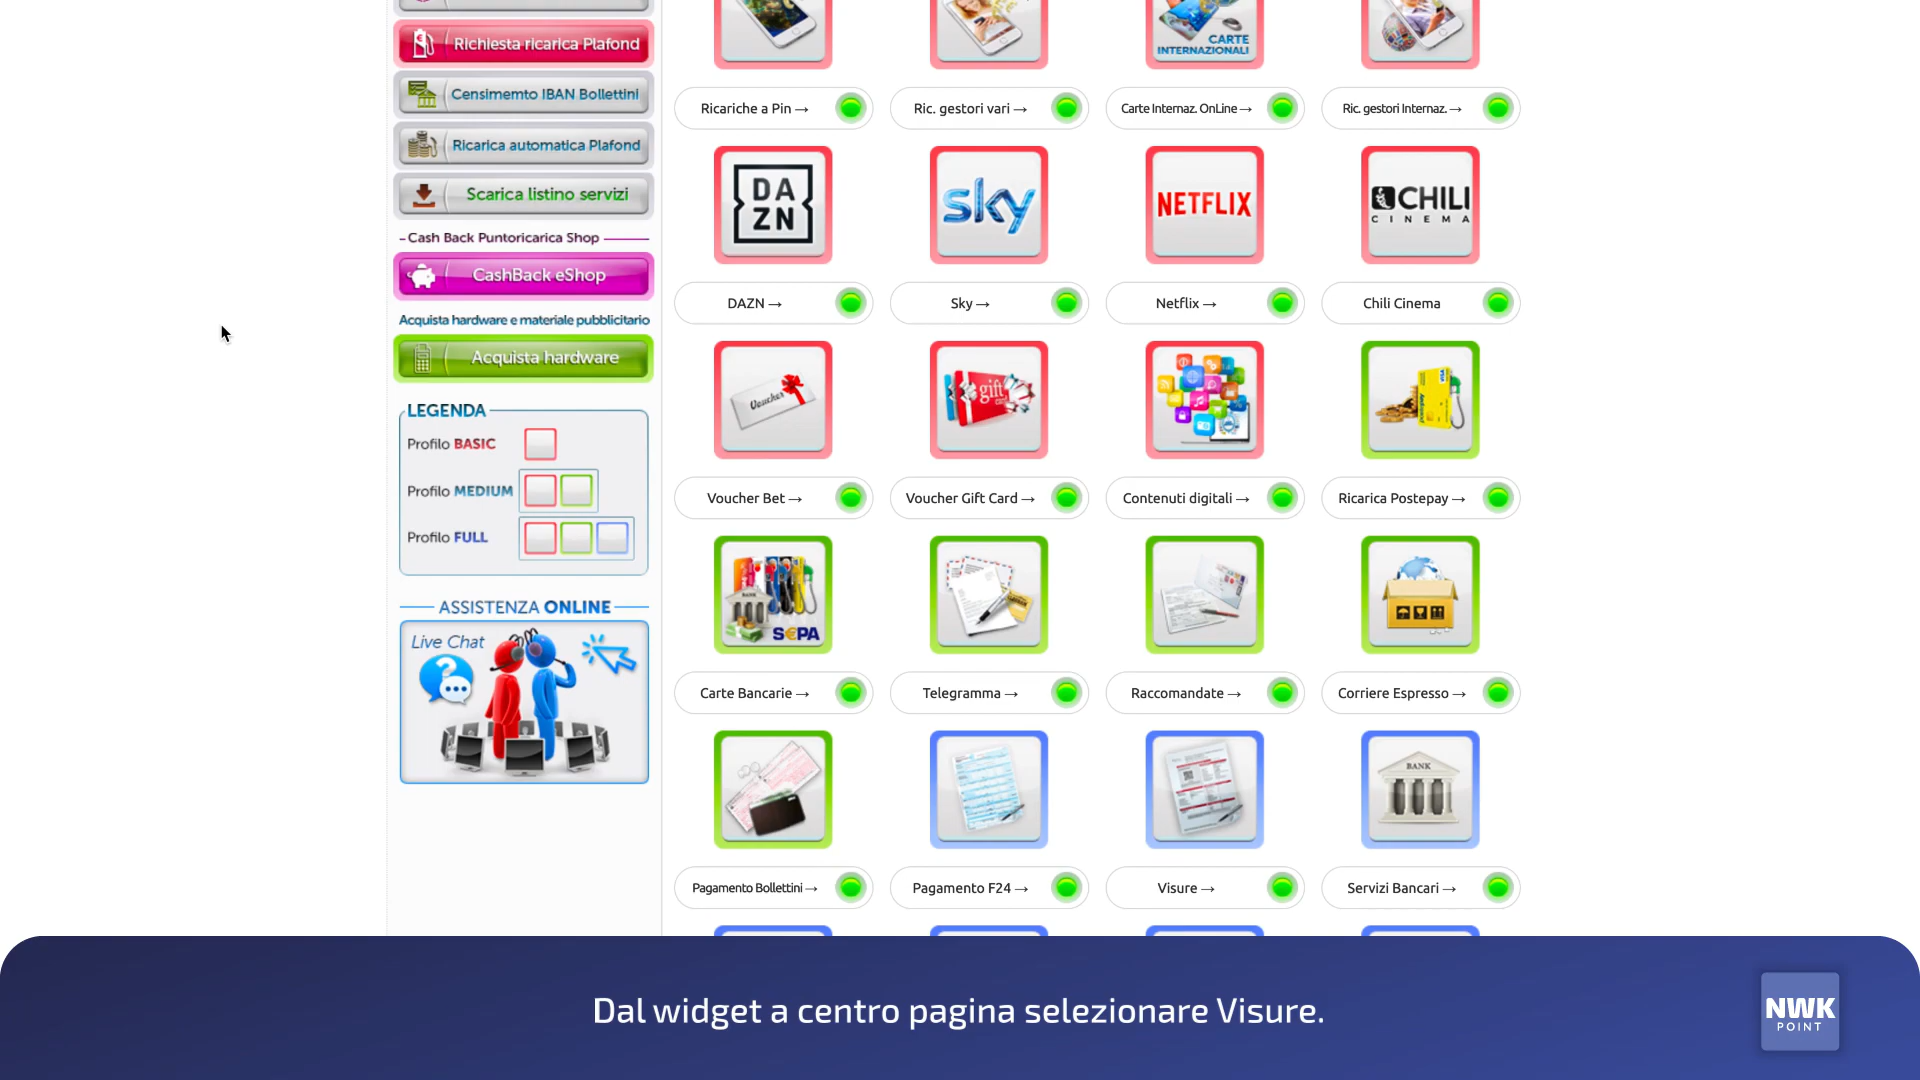 Richiesta ricarica Plafond
Censimemto IBAN Bollettini
Ricarica automatica Plafond
Scarica listino servizi
Cash Back Puntoricarica Shop
CashBack eShop
Acquista hardware e materiale pubblicitario
Acquista hardware
LEGENDA
Profilo BASIC
Profilo MEDIUM
Profilo FULL
ASSISTENZA ONLINE
Live Chat
?
CARTE
INTERNAZIONALI
Ricariche a Pin →
Ric. gestori vari →
Carte Internaz. OnLine →
Ric. gestori Internaz. →
DA
ZN
sky
NETFLIX
CHILI
CINEMA
DAZN →
Sky →
Netflix →
Chili Cinema
Voucher
gift
card
VISA
Voucher Bet →
Voucher Gift Card →
Contenuti digitali →
Ricarica Postepay →
BANK
S€PA
Carte Bancarie →
Telegramma →
Raccomandate →
Corriere Espresso →
BANK
Pagamento Bollettini →
Pagamento F24 →
Visure →
Servizi Bancari →
Dal widget a centro pagina selezionare Visure.
NWK
POINT